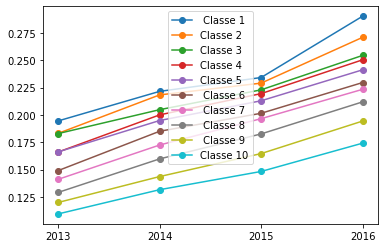 0.275
0.250
0.225
0.200
0.175
0.150
0.125
Classe 1
Classe 2
Classe 3
Classe 4
Classe 5
Classe 6
Classe 7
Classe 8
Classe 9
Classe 10
2013 2014 2015 2016